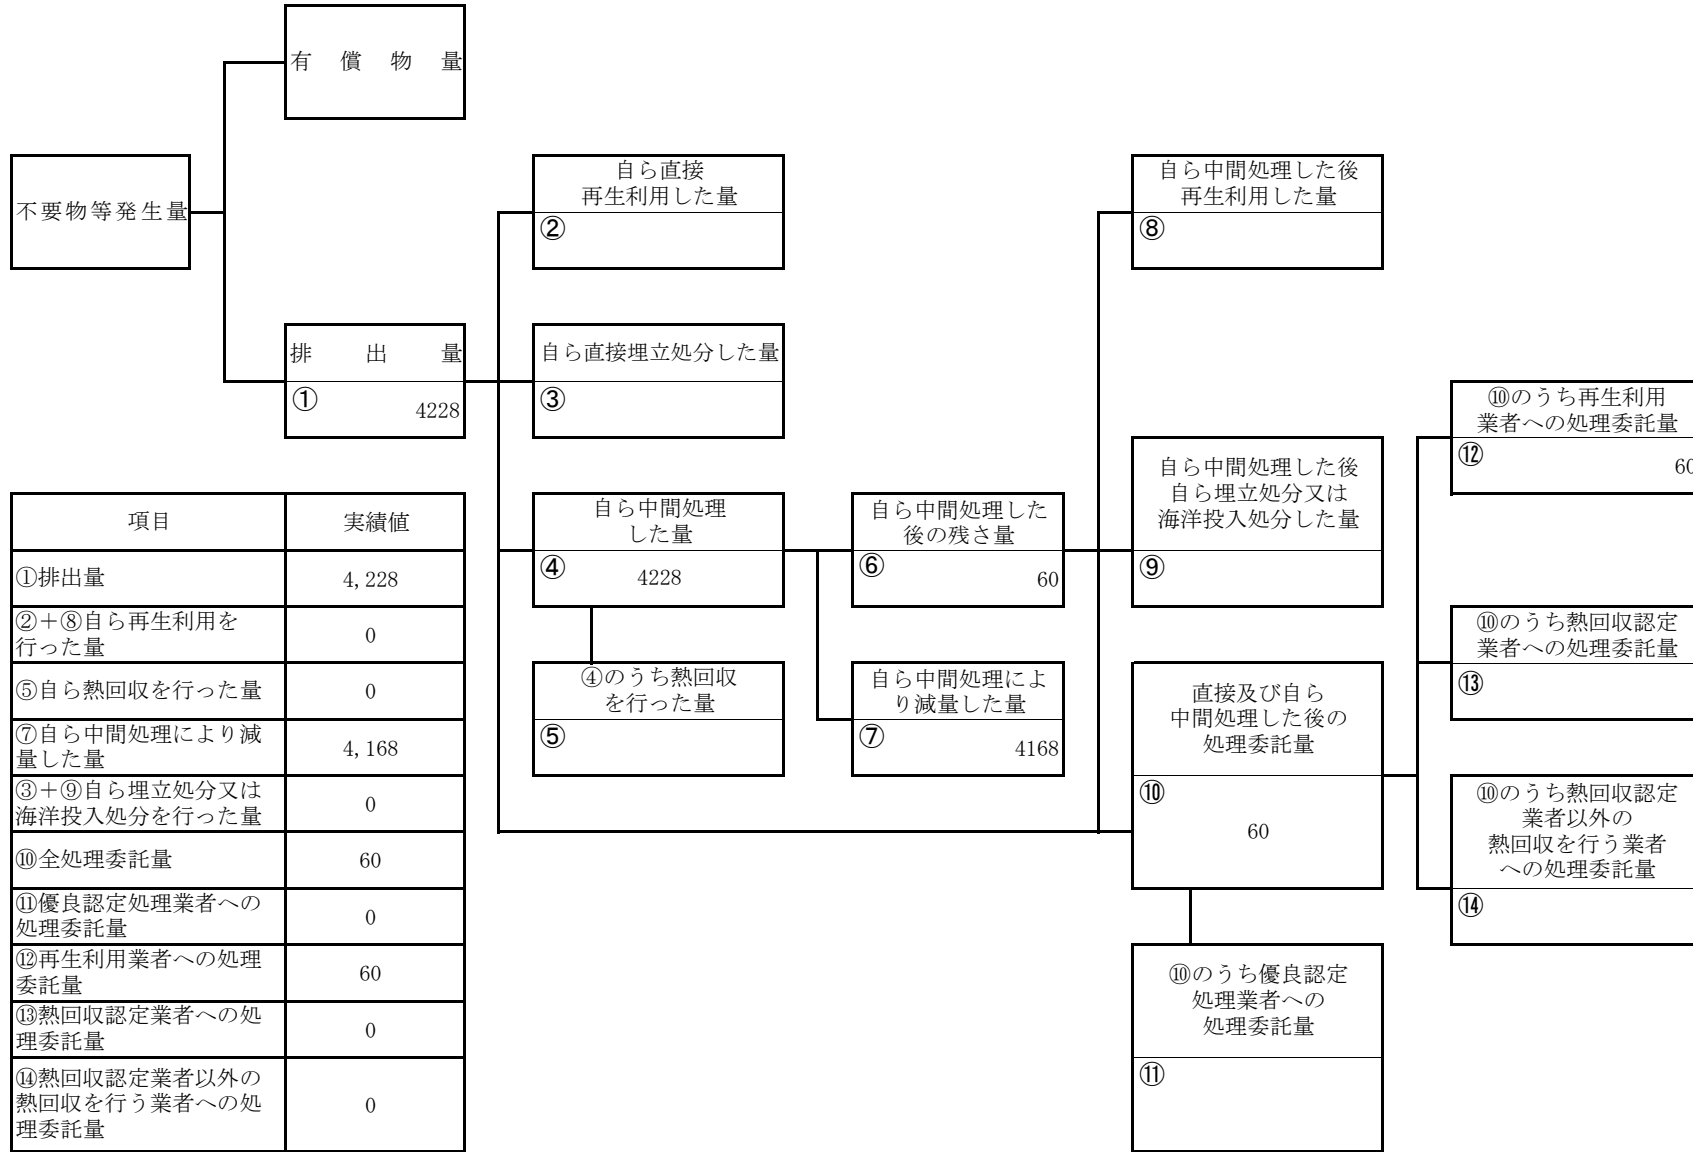 有償物量
不要物等発生量
自ら直接
再生利用した量
②
自ら中間処理した後
再生利用した量
⑧
排出量
① 4228
自ら直接埋立処分した量
③
⑩のうち再生利用
業者への処理委託量
⑫ 60
自ら中間処理した後
自ら埋立処分又は
海洋投入処分した量
⑨
自ら中間処理
した量
④ 4228
自ら中間処理した
後の残さ量
⑥ 60
④のうち熱回収
を行った量
⑤
自ら中間処理によ
り減量した量
⑦ 4168
直接及び自ら
中間処理した後の
処理委託量
⑩
60
⑩のうち熱回収認定
業者への処理委託量
⑬
⑩のうち熱回収認定
業者以外の
熱回収を行う業者
への処理委託量
⑭
⑩のうち優良認定
処理業者への
処理委託量
⑪
項目 実績値
①排出量 4,228
②+⑧自ら再生利用を
行った量 0
⑤自ら熱回収を行った量 0
⑦自ら中間処理により減
量した量 4,168
③+⑨自ら埋立処分又は
海洋投入処分を行った量 0
⑩全処理委託量 60
⑪優良認定処理業者への
処理委託量 0
⑫再生利用業者への処理
委託量 60
⑬熱回収認定業者への処
理委託量 0
⑭熱回収認定業者以外の
熱回収を行う業者への処
理委託量 0